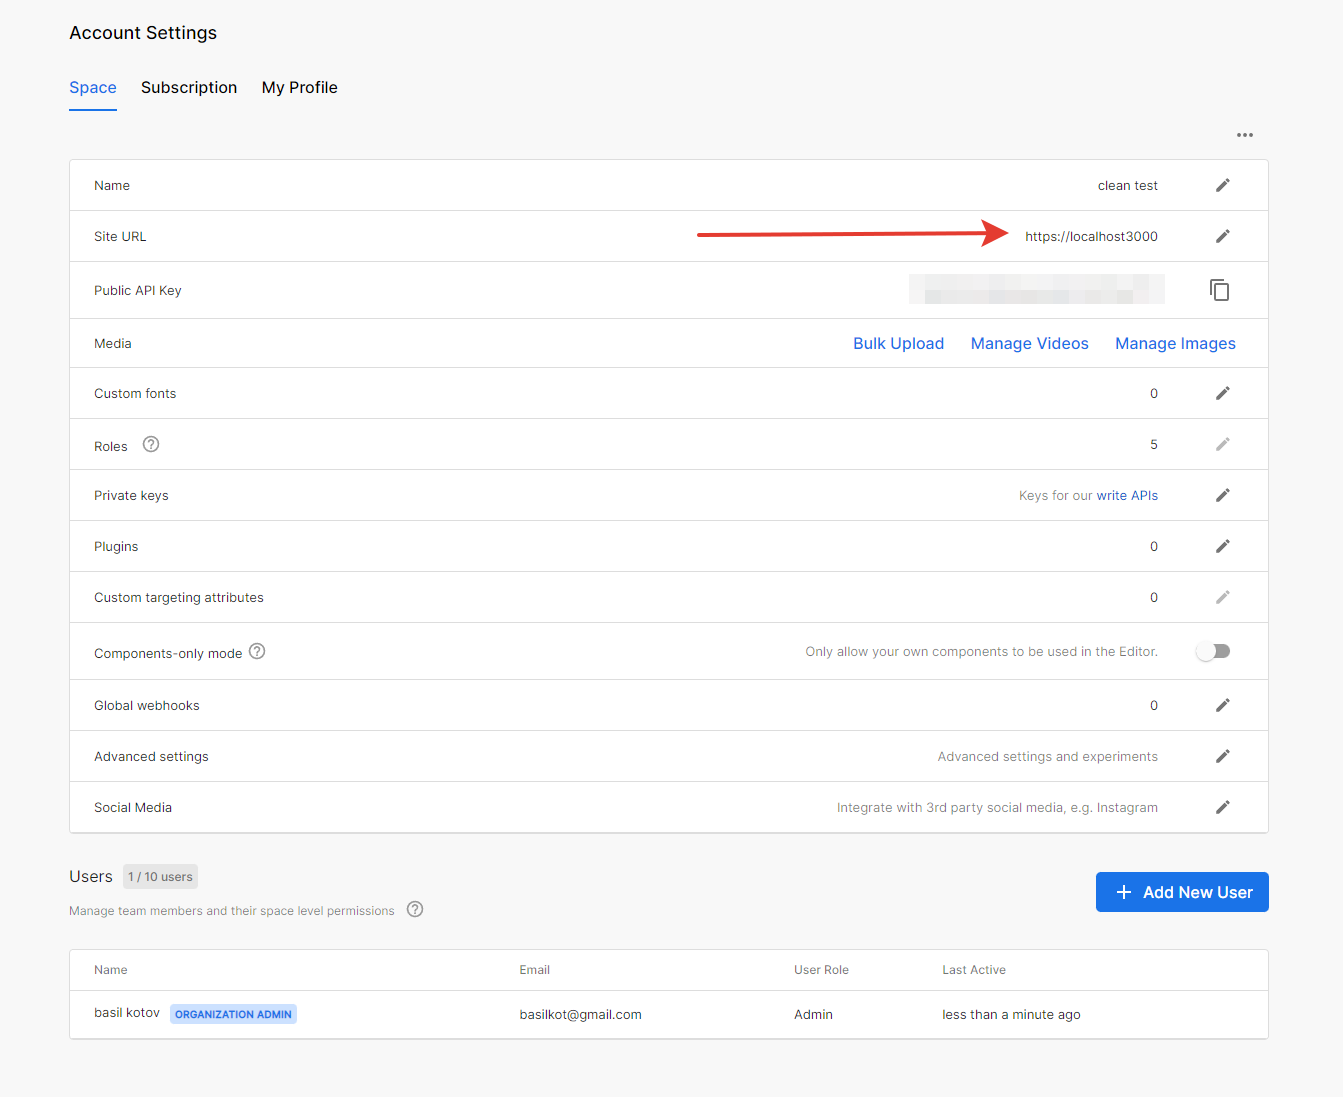 Account Settings
Space Subscription My Profile
Name clean test
Site URL https://localhost3000
Public API Key
Media Bulk Upload Manage Videos Manage Images
Custom fonts 0
Roles 5
Private keys Keys for our write APIs
Plugins 0
Custom targeting attributes 0
Components-only mode Only allow your own components to be used in the Editor.
Global webhooks 0
Advanced settings Advanced settings and experiments
Social Media Integrate with 3rd party social media, e.g. Instagram
Users 1 / 10 users
+ Add New User
Manage team members and their space level permissions
Name Email User Role Last Active
basil kotov ORGANIZATION ADMIN basilkot@gmail.com Admin less than a minute ago